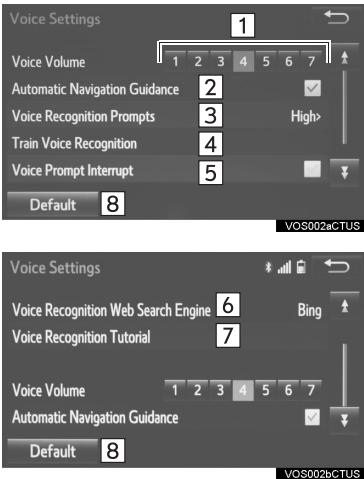 Voice Settings
1
Voice Volume 1 2 3 4 5 6 7
Automatic Navigation Guidance 2
Voice Recognition Prompts 3 High>
Train Voice Recognition 4
Voice Prompt Interrupt 5
Default 8
VOS002aCTUS
Voice Settings
Voice Recognition Web Search Engine 6 Bing
Voice Recognition Tutorial 7
Voice Volume 1 2 3 4 5 6 7
Automatic Navigation Guidance
Default 8
VOS002bCTUS